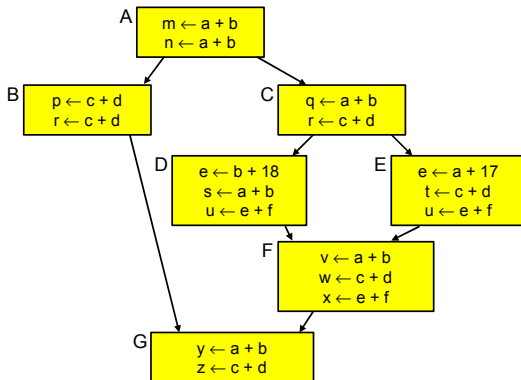 A
m ← a + b
n ← a + b
B
p ← c + d
r ← c + d
C
q ← a + b
r ← c + d
D
e ← b + 18
s ← a + b
u ← e + f
E
e ← a + 17
t ← c + d
u ← e + f
F
v ← a + b
w ← c + d
x ← e + f
G
y ← a + b
z ← c + d